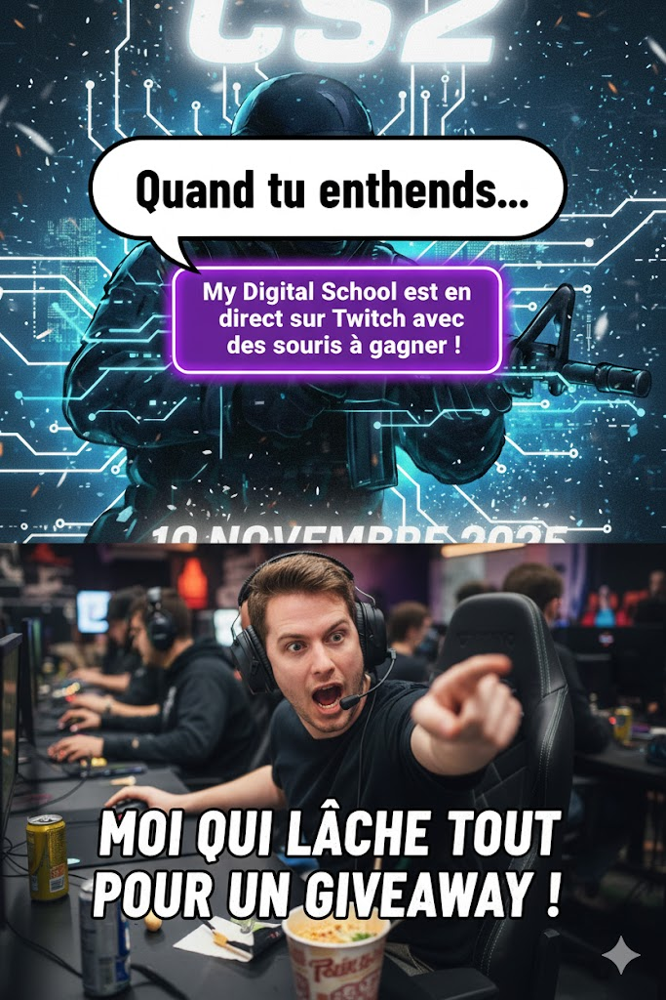 CS2
Quand tu enthends...
My Digital School est en
direct sur Twitch avec
des souris à gagner !
10 NOVEMBRE 2025
MOI QUI LÂCHE TOUT
POUR UN GIVEAWAY !